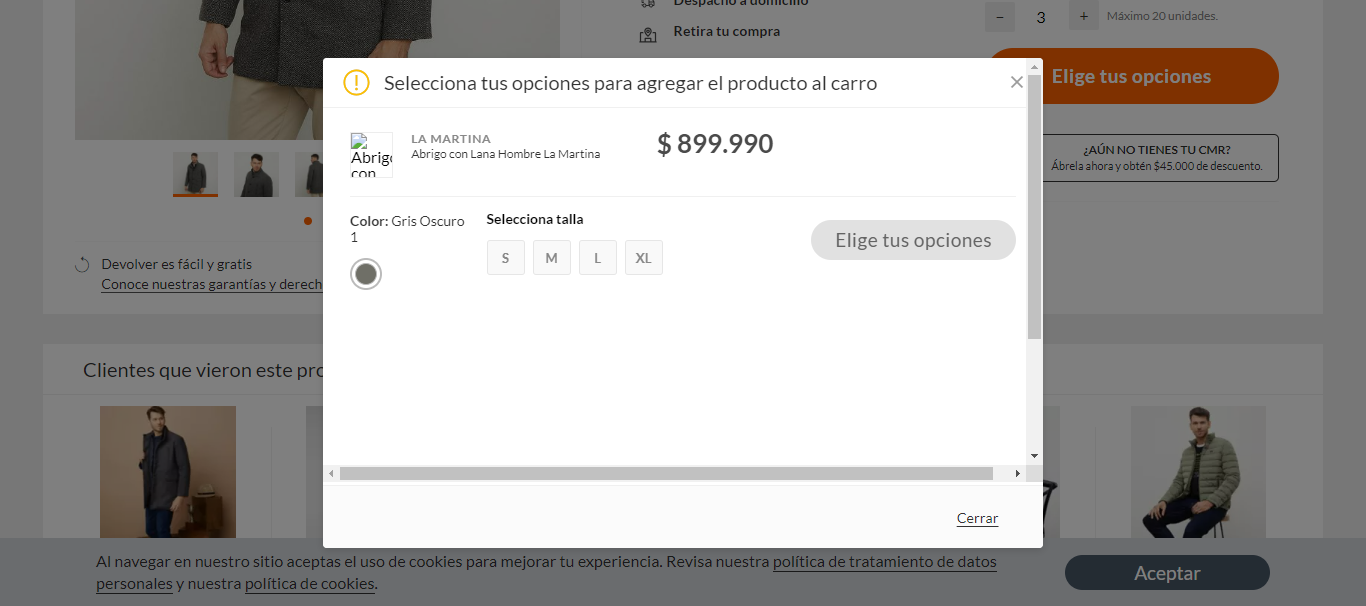 Despacho a domicilio
Retira tu compra
− 3 + Máximo 20 unidades.
Elige tus opciones
¿AÚN NO TIENES TU CMR?
Ábrela ahora y obtén $45.000 de descuento.
Selecciona tus opciones para agregar el producto al carro
Abrigo
con
LA MARTINA
Abrigo con Lana Hombre La Martina
$ 899.990
Color: Gris Oscuro
1
Selecciona talla
S M L XL
Elige tus opciones
Devolver es fácil y gratis
Conoce nuestras garantías y derech
Clientes que vieron este pro
Cerrar
Al navegar en nuestro sitio aceptas el uso de cookies para mejorar tu experiencia. Revisa nuestra política de tratamiento de datos
personales y nuestra política de cookies.
Aceptar